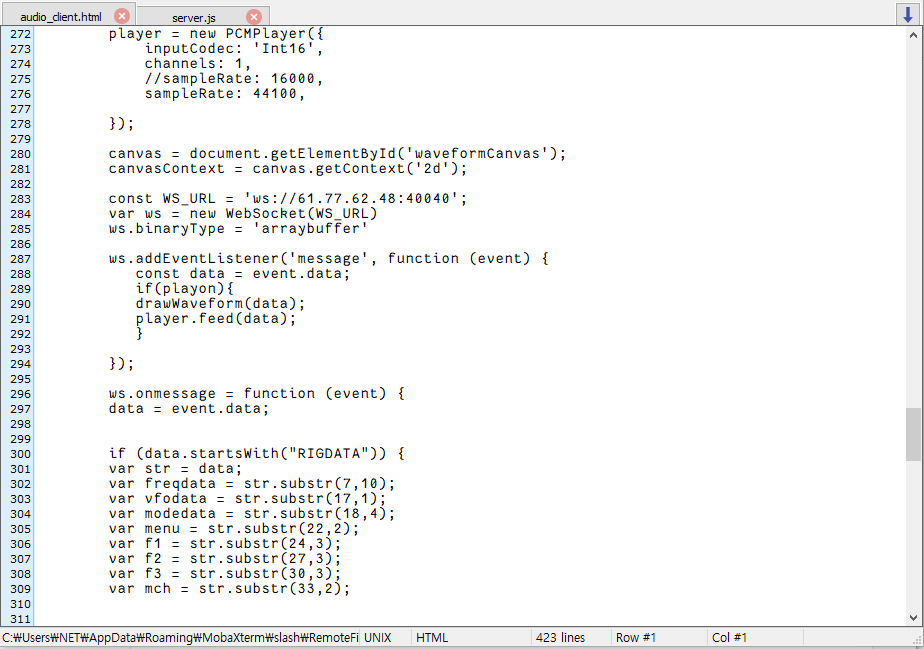 audio_client.html server.js
272 player = new PCMPlayer({
273 inputCodec: 'Int16',
274 channels: 1,
275 //sampleRate: 16000,
276 sampleRate: 44100,
277
278 });
279
280 canvas = document.getElementById('waveformCanvas');
281 canvasContext = canvas.getContext('2d');
282
283 const WS_URL = 'ws://61.77.62.48:40040';
284 var ws = new WebSocket(WS_URL)
285 ws.binaryType = 'arraybuffer'
286
287 ws.addEventListener('message', function (event) {
288 const data = event.data;
289 if(playon){
290 drawWaveform(data);
291 player.feed(data);
292 }
293
294 });
295
296 ws.onmessage = function (event) {
297 data = event.data;
298
299
300 if (data.startsWith("RIGDATA")) {
301 var str = data;
302 var freqdata = str.substr(7,10);
303 var vfodata = str.substr(17,1);
304 var modedata = str.substr(18,4);
305 var menu = str.substr(22,2);
306 var f1 = str.substr(24,3);
307 var f2 = str.substr(27,3);
308 var f3 = str.substr(30,3);
309 var mch = str.substr(33,2);
310
311
C:₩Users₩NET₩AppData₩Roaming₩MobaXterm₩slash₩RemoteFi UNIX HTML 423 lines Row #1 Col #1